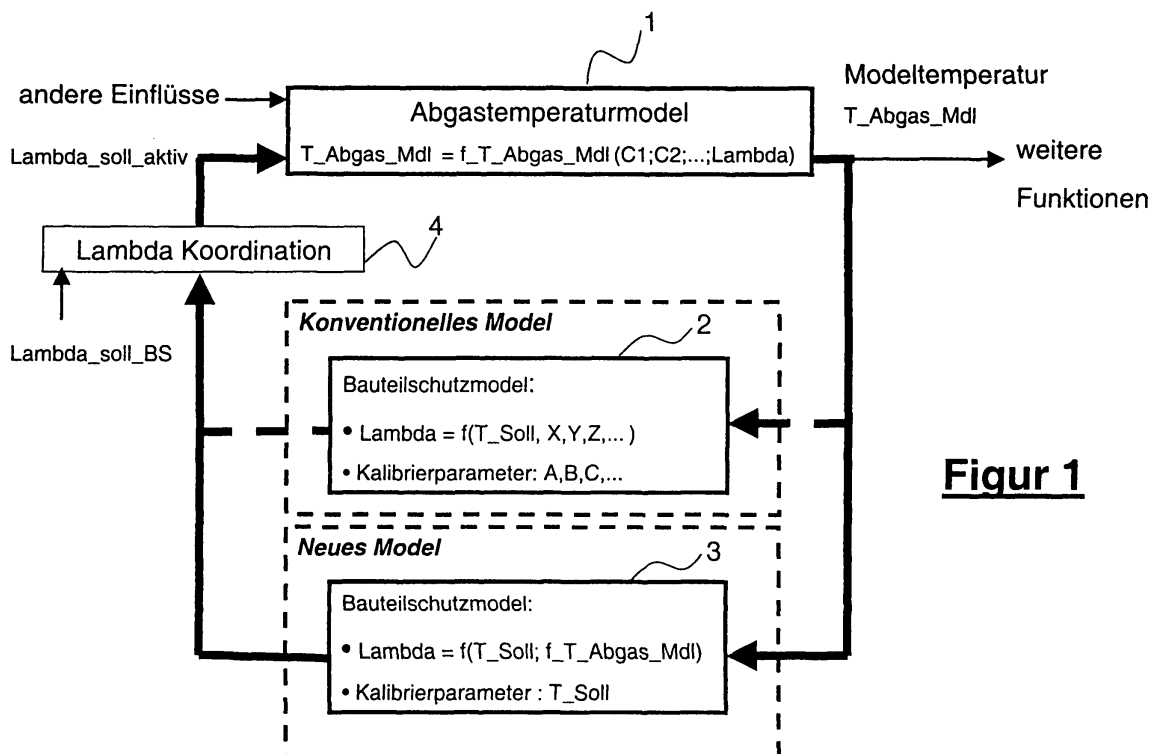 1
andere Einflüsse
Abgastemperaturmodel
T_Abgas_Mdl = f_T_Abgas_Mdl (C1;C2;...;Lambda)
Modeltemperatur
T_Abgas_Mdl
Lambda_soll_aktiv
weitere
Funktionen
Lambda Koordination
4
Lambda_soll_BS
Konventionelles Model
2
Bauteilschutzmodel:
• Lambda = f(T_Soll, X,Y,Z,... )
• Kalibrierparameter: A,B,C,...
Figur 1
Neues Model
3
Bauteilschutzmodel:
• Lambda = f(T_Soll; f_T_Abgas_Mdl)
• Kalibrierparameter : T_Soll